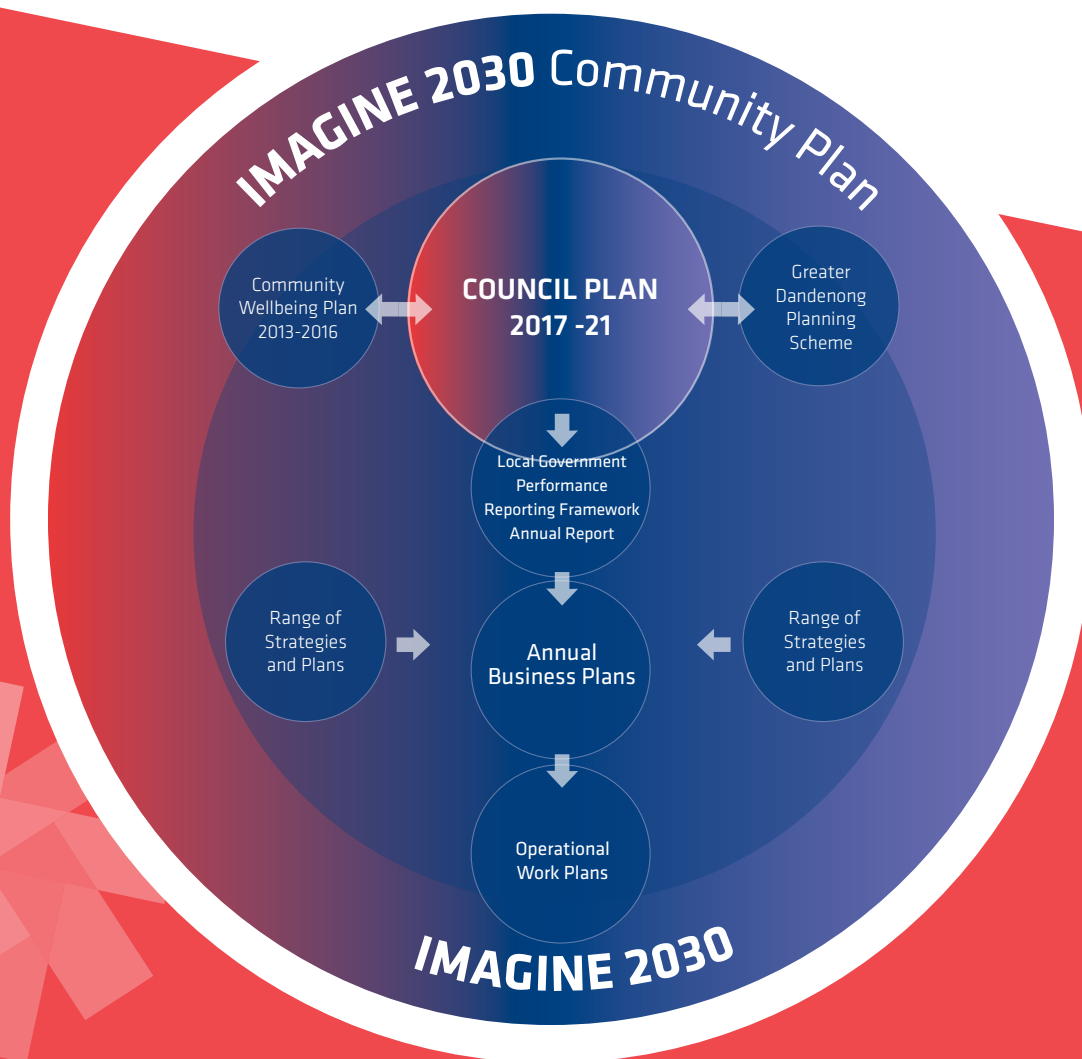 IMAGINE 2030 Community Plan
Community
Wellbeing Plan
2013-2016
COUNCIL PLAN
2017 -21
Greater
Dandenong
Planning
Scheme
Local Government
Performance
Reporting Framework
Annual Report
Range of
Strategies
and Plans
Annual
Business Plans
Range of
Strategies
and Plans
Operational
Work Plans
IMAGINE 2030